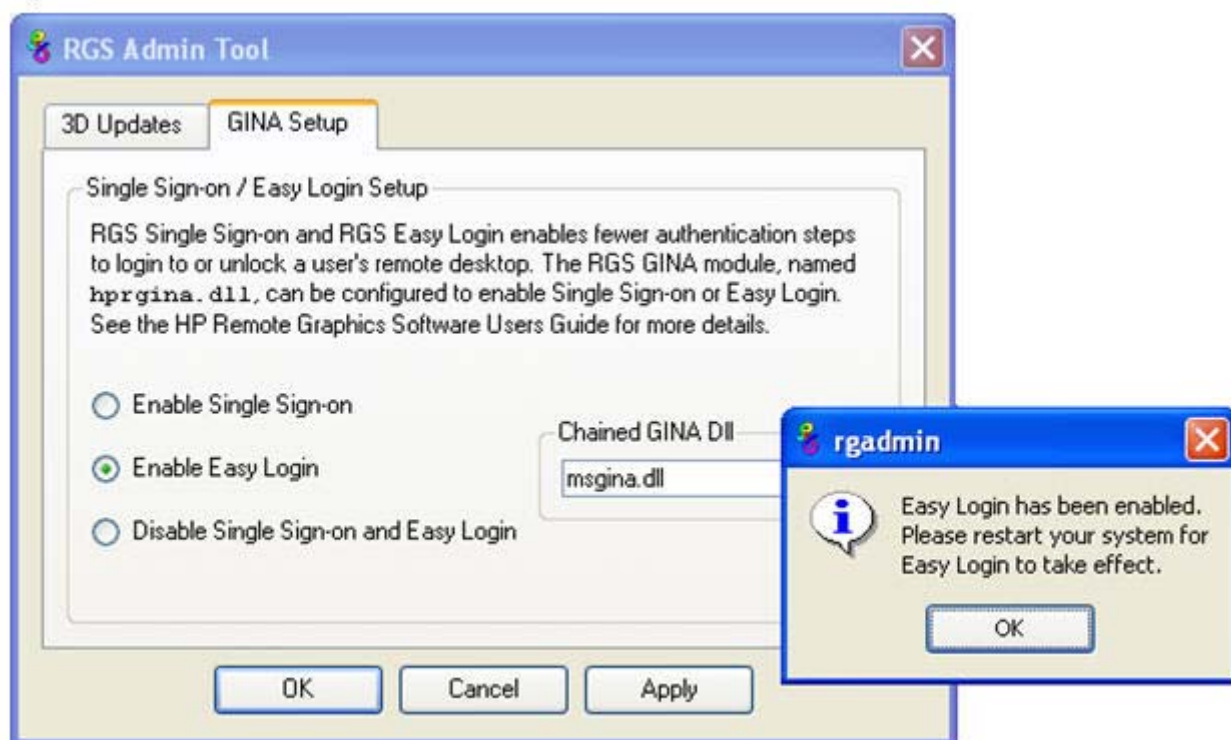 RGS Admin Tool
3D Updates
GINA Setup
Single Sign-on / Easy Login Setup
RGS Single Sign-on and RGS Easy Login enables fewer authentication steps
to login to or unlock a user's remote desktop. The RGS GINA module, named
hprgina.dll, can be configured to enable Single Sign-on or Easy Login.
See the HP Remote Graphics Software Users Guide for more details.
Enable Single Sign-on
Enable Easy Login
Disable Single Sign-on and Easy Login
Chained GINA Dll
msgina.dll
OK
Cancel
Apply
rgadmin
Easy Login has been enabled.
Please restart your system for
Easy Login to take effect.
OK